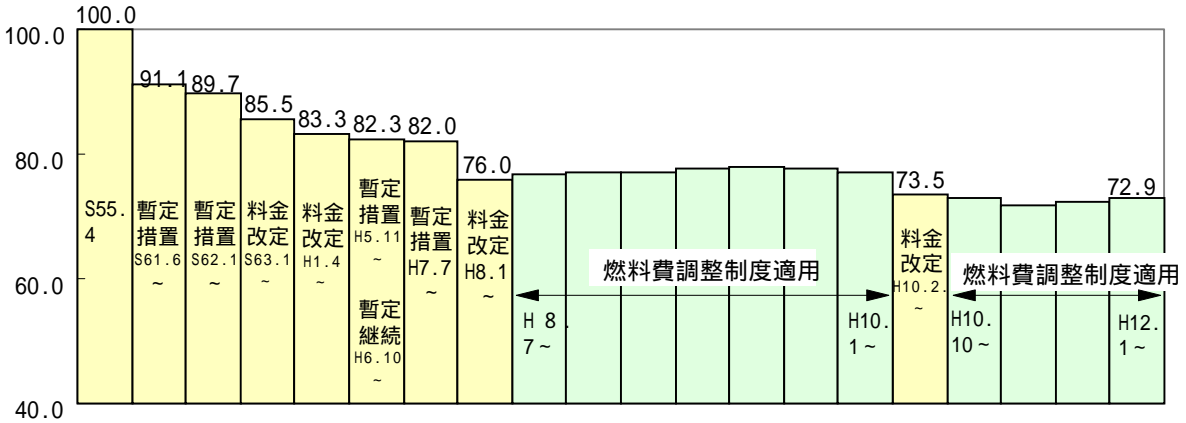 100.0
100.0
91.1
89.7
85.5
83.3
82.3
82.0
76.0
73.5
72.9
80.0
60.0
40.0
S55.
4
暫定
措置
S61.6
~
暫定
措置
S62.1
~
料金
改定
S63.1
~
料金
改定
H1.4
~
暫定
措置
H5.11
~
暫定
継続
H6.10
~
暫定
措置
H7.7
~
料金
改定
H8.1
~
燃料費調整制度適用
H 8.
7~
H10.
1~
料金
改定
H10.2.
~
燃料費調整制度適用
H10.
10~
H12.
1~